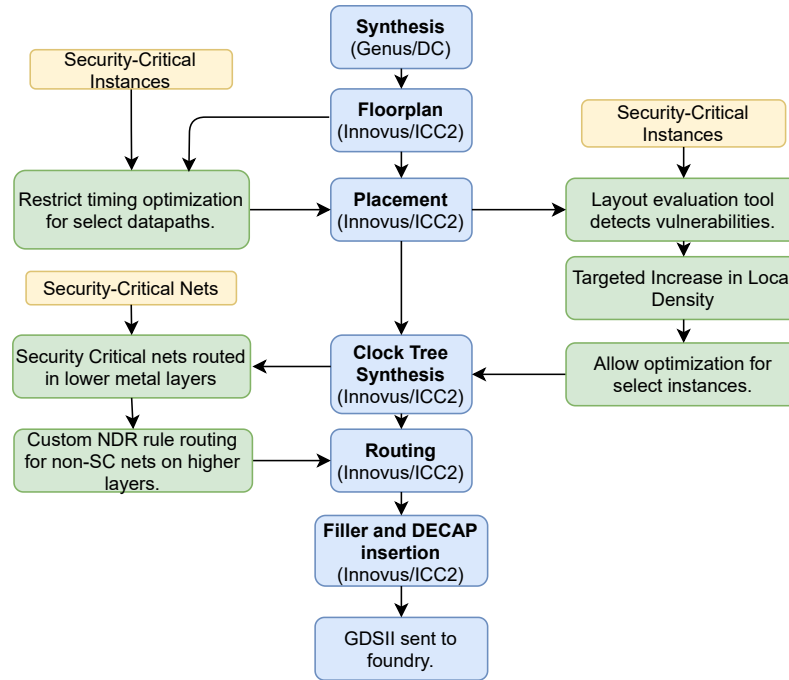 Synthesis
(Genus/DC)
Security-Critical
Instances
Floorplan
(Innovus/ICC2)
Security-Critical
Instances
Restrict timing optimization
for select datapaths.
Placement
(Innovus/ICC2)
Layout evaluation tool
detects vulnerabilities.
Targeted Increase in Local
Density
Security-Critical Nets
Security Critical nets routed
in lower metal layers
Clock Tree
Synthesis
(Innovus/ICC2)
Allow optimization for
select instances.
Custom NDR rule routing
for non-SC nets on higher
layers.
Routing
(Innovus/ICC2)
Filler and DECAP
insertion
(Innovus/ICC2)
GDSII sent to
foundry.